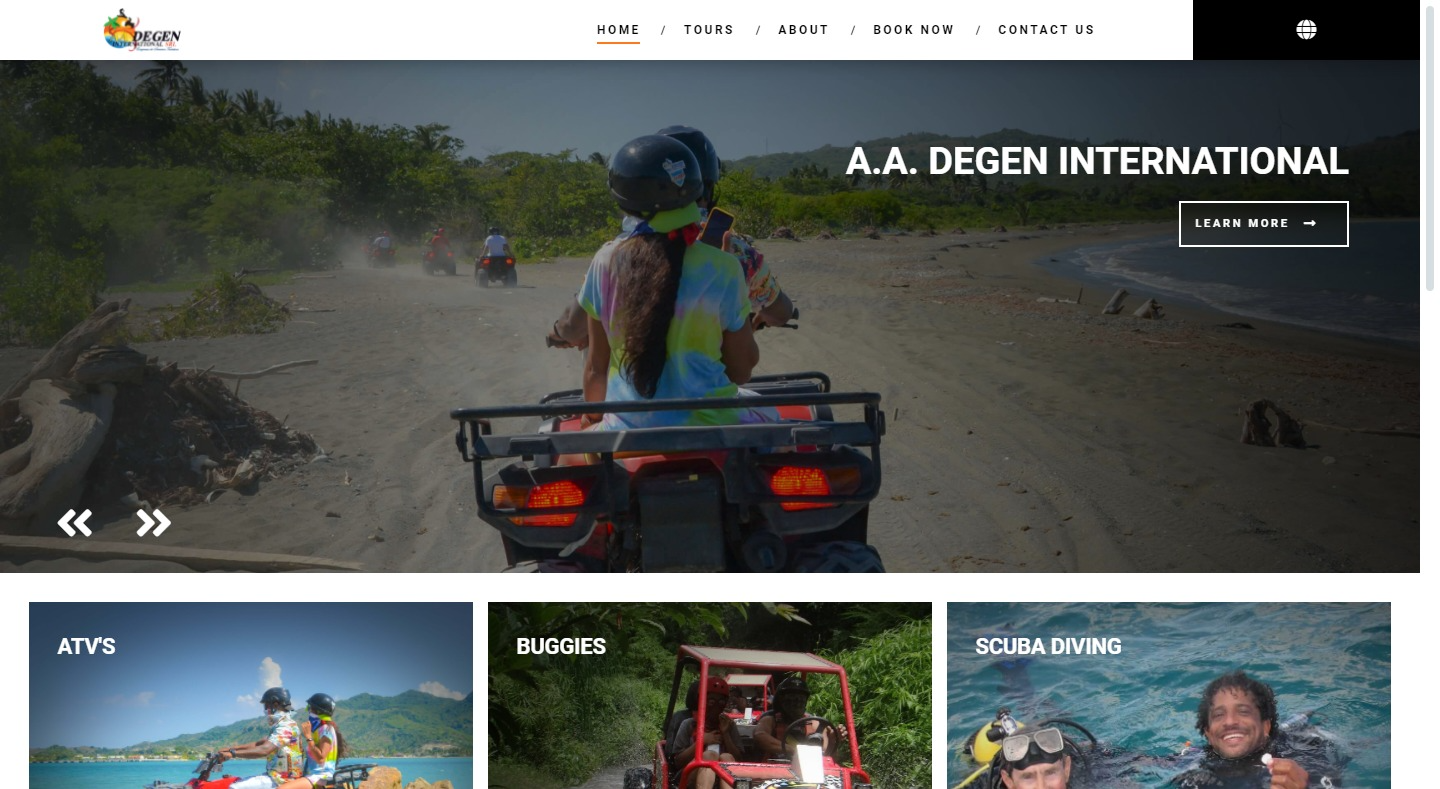 DEGEN
INTERNATIONAL SRL
HOME / TOURS / ABOUT / BOOK NOW / CONTACT US
A.A. DEGEN INTERNATIONAL
LEARN MORE
ATV'S
BUGGIES
SCUBA DIVING